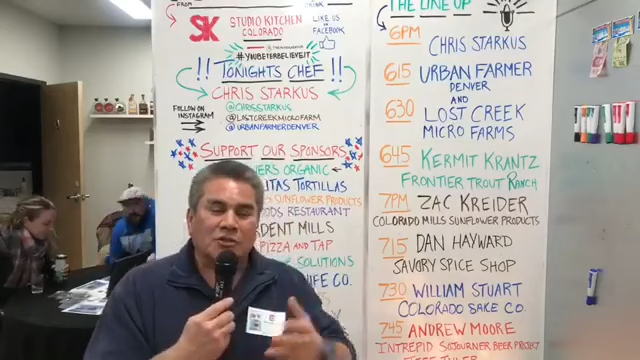 FROM
SK
STUDIO KITCHEN
COLORADO
LIKE US
ON
FACEBOOK
#YOUBETTERBELIEVEIT
!! TONIGHTS CHEF !!
CHRIS STARKUS
FOLLOW ON
INSTAGRAM
@CHRISSTARKUS
@LOSTCREEKMICROFARM
@URBANFARMERDENVER
SUPPORT OUR SPONSORS
ORGANIC
TORTILLAS
SUNFLOWER PRODUCTS
RESTAURANT
MILLS
PIZZA AND TAP
SOLUTIONS
CO.
THE LINE UP
6PM
CHRIS STARKUS
615
URBAN FARMER
DENVER
AND
630
LOST CREEK
MICRO FARMS
645
KERMIT KRANTZ
FRONTIER TROUT RANCH
7PM ZAC KREIDER
COLORADO MILLS SUNFLOWER PRODUCTS
715 DAN HAYWARD
SAVORY SPICE SHOP
730 WILLIAM STUART
COLORADO SAKE CO.
745 ANDREW MOORE
INTREPID SOJOURNER BEER PROJECT